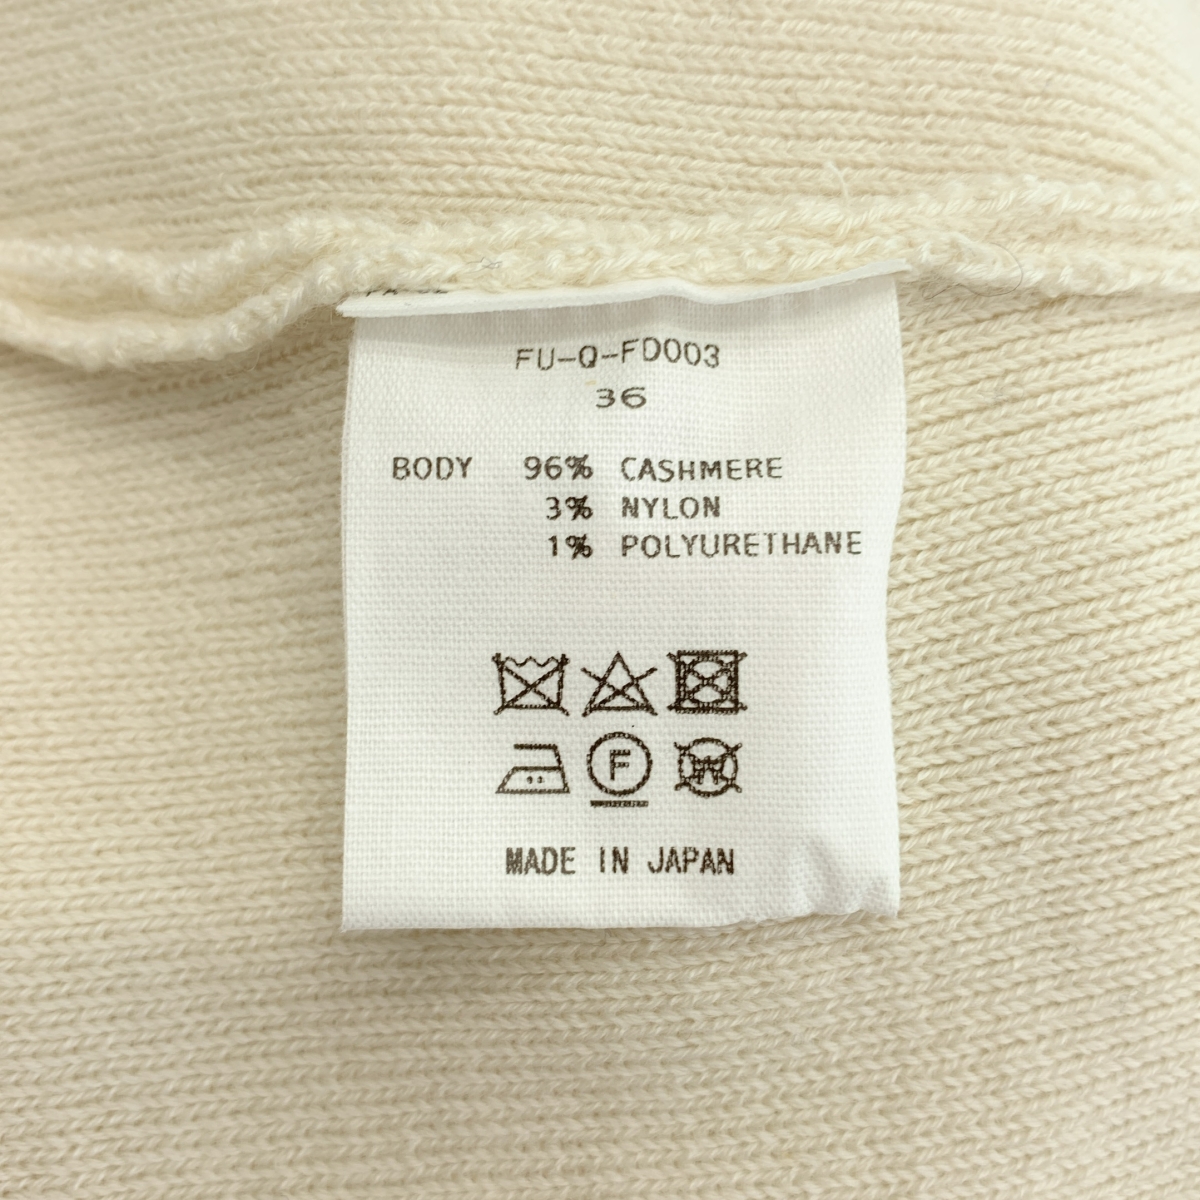 FU-Q-FD003
36
BODY 96% CASHMERE
3% NYLON
1% POLYURETHANE
F
W
MADE IN JAPAN